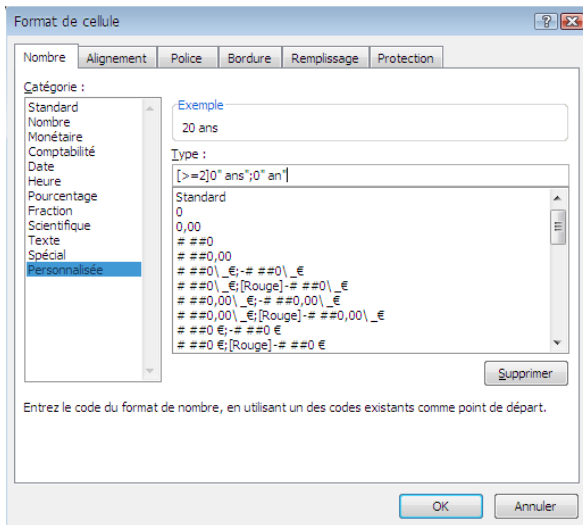 Format de cellule
Nombre Alignement Police Bordure Remplissage Protection
Catégorie :
Standard
Nombre
Monétaire
Comptabilité
Date
Heure
Pourcentage
Fraction
Scientifique
Texte
Spécial
Personnalisée
Exemple
20 ans
Type :
[>=2]0" ans";0" an"
Standard
0
0,00
# ##0
# ##0,00
# ##0\ _€;-# ##0\ _€
# ##0\ _€;[Rouge]-# ##0\ _€
# ##0,00\ _€;-# ##0,00\ _€
# ##0,00\ _€;[Rouge]-# ##0,00\ _€
# ##0 €;-# ##0 €
# ##0 €;[Rouge]-# ##0 €
Supprimer
Entrez le code du format de nombre, en utilisant un des codes existants comme point de départ.
OK Annuler